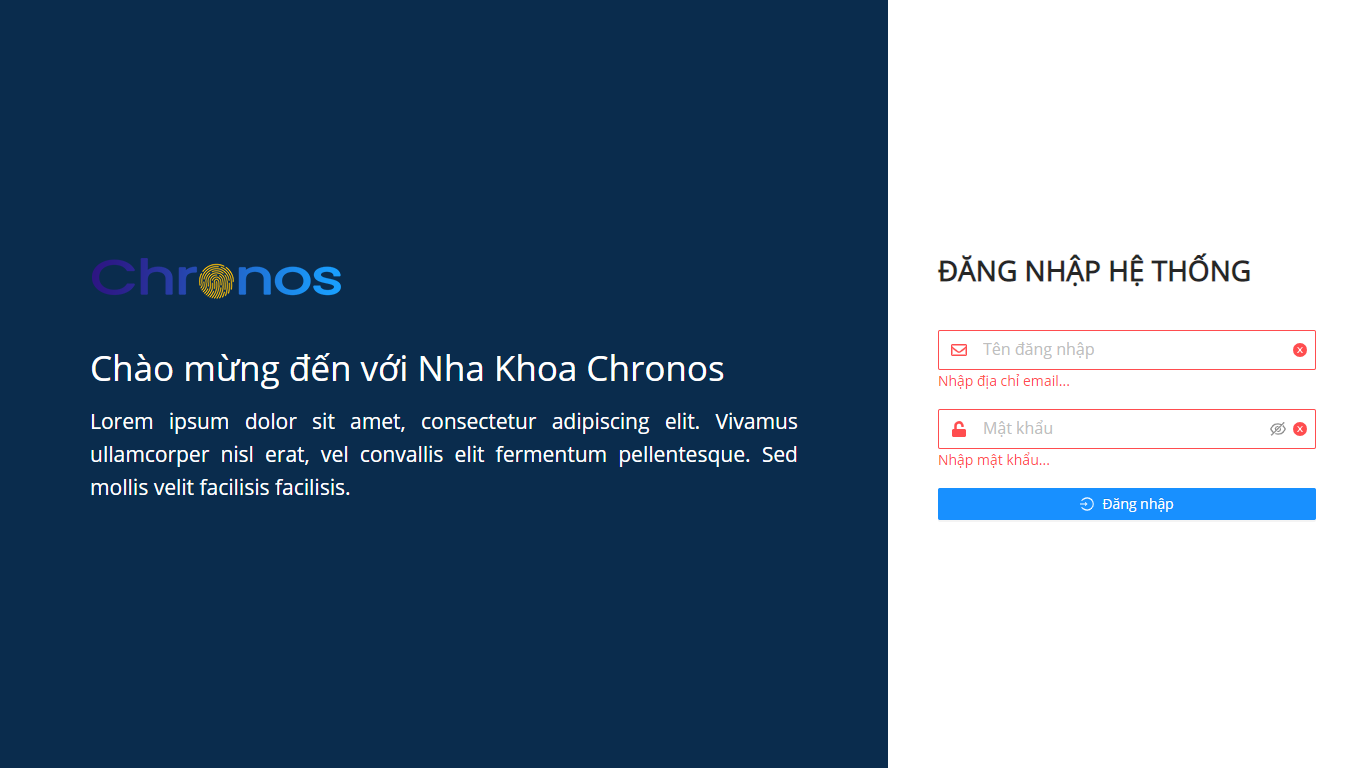 Chronos
Chào mừng đến với Nha Khoa Chronos
Lorem ipsum dolor sit amet, consectetur adipiscing elit. Vivamus
ullamcorper nisl erat, vel convallis elit fermentum pellentesque. Sed
mollis velit facilisis facilisis.
ĐĂNG NHẬP HỆ THỐNG
Tên đăng nhập
Nhập địa chỉ email...
Mật khẩu
Nhập mật khẩu...
Đăng nhập